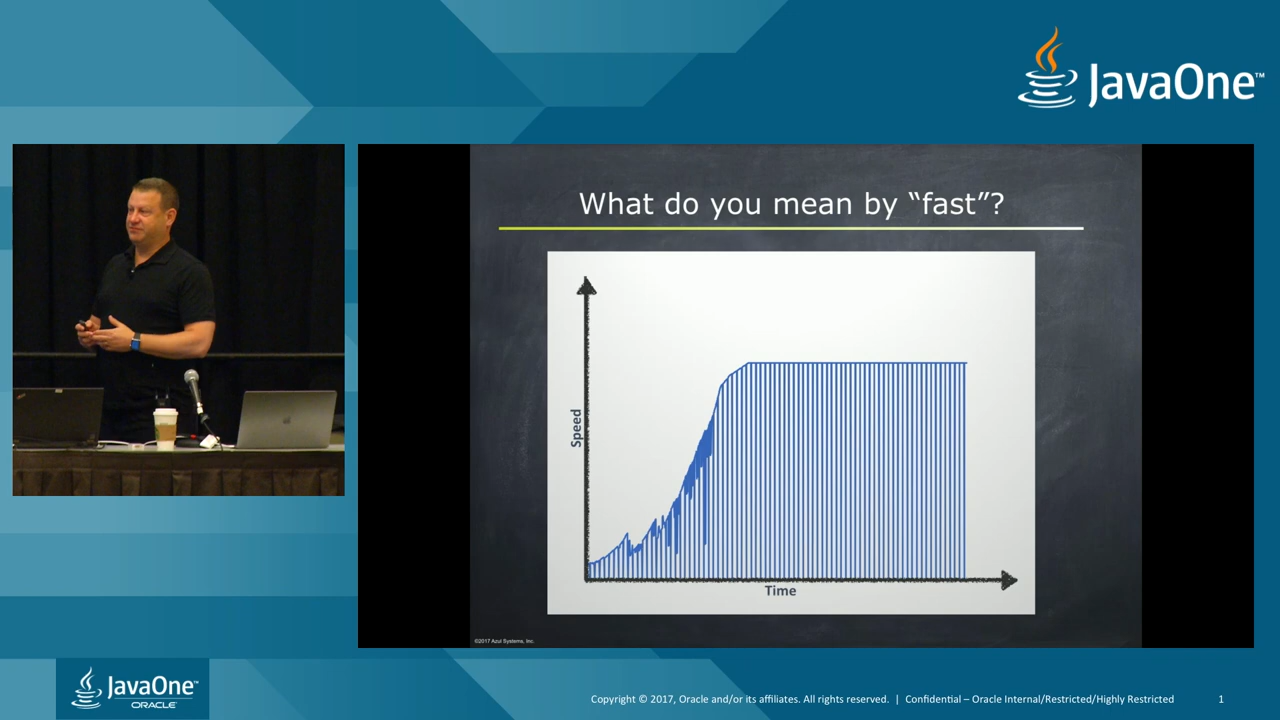 JavaOne™
What do you mean by “fast”?
Speed
Time
©2017 Azul Systems, Inc.
JavaOne™
ORACLE®
Copyright © 2017, Oracle and/or its affiliates. All rights reserved. | Confidential – Oracle Internal/Restricted/Highly Restricted 1